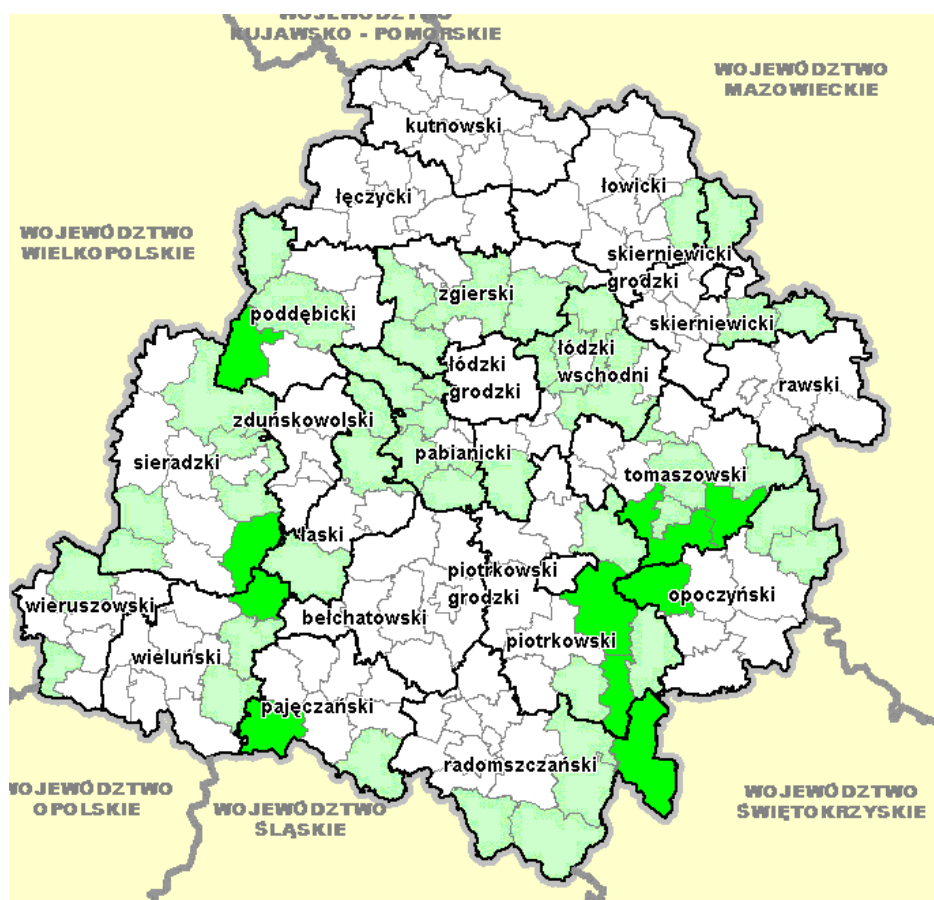 WOJEWÓDZTWO
KUJAWSKO - POMORSKIE
WOJEWÓDZTWO
MAZOWIECKIE
kutnowski
łęczycki
łowicki
WOJEWÓDZTWO
WIELKOPOLSKIE
skierniewicki
grodzki
zgierski
poddębicki
skierniewicki
łódzki
wschodni
łódzki
grodzki
rawski
zduńskowolski
sieradzki
pabianicki
tomaszowski
łaski
piotrkowski
grodzki
opoczyński
wieruszowski
bełchatowski
piotrkowski
wieluński
pajęczański
radomszczański
WOJEWÓDZTWO
OPOLSKIE
WOJEWÓDZTWO
ŚLĄSKIE
WOJEWÓDZTWO
ŚWIĘTOKRZYSKIE